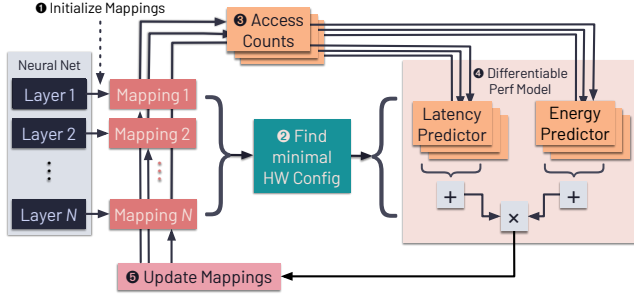 ❶ Initialize Mappings
❸ Access
Counts
Neural Net
Layer 1
Mapping 1
Layer 2
Mapping 2
Layer N
Mapping N
❷ Find
minimal
HW Config
❹ Differentiable
Perf Model
Latency
Predictor
Energy
Predictor
+
+
×
❺ Update Mappings